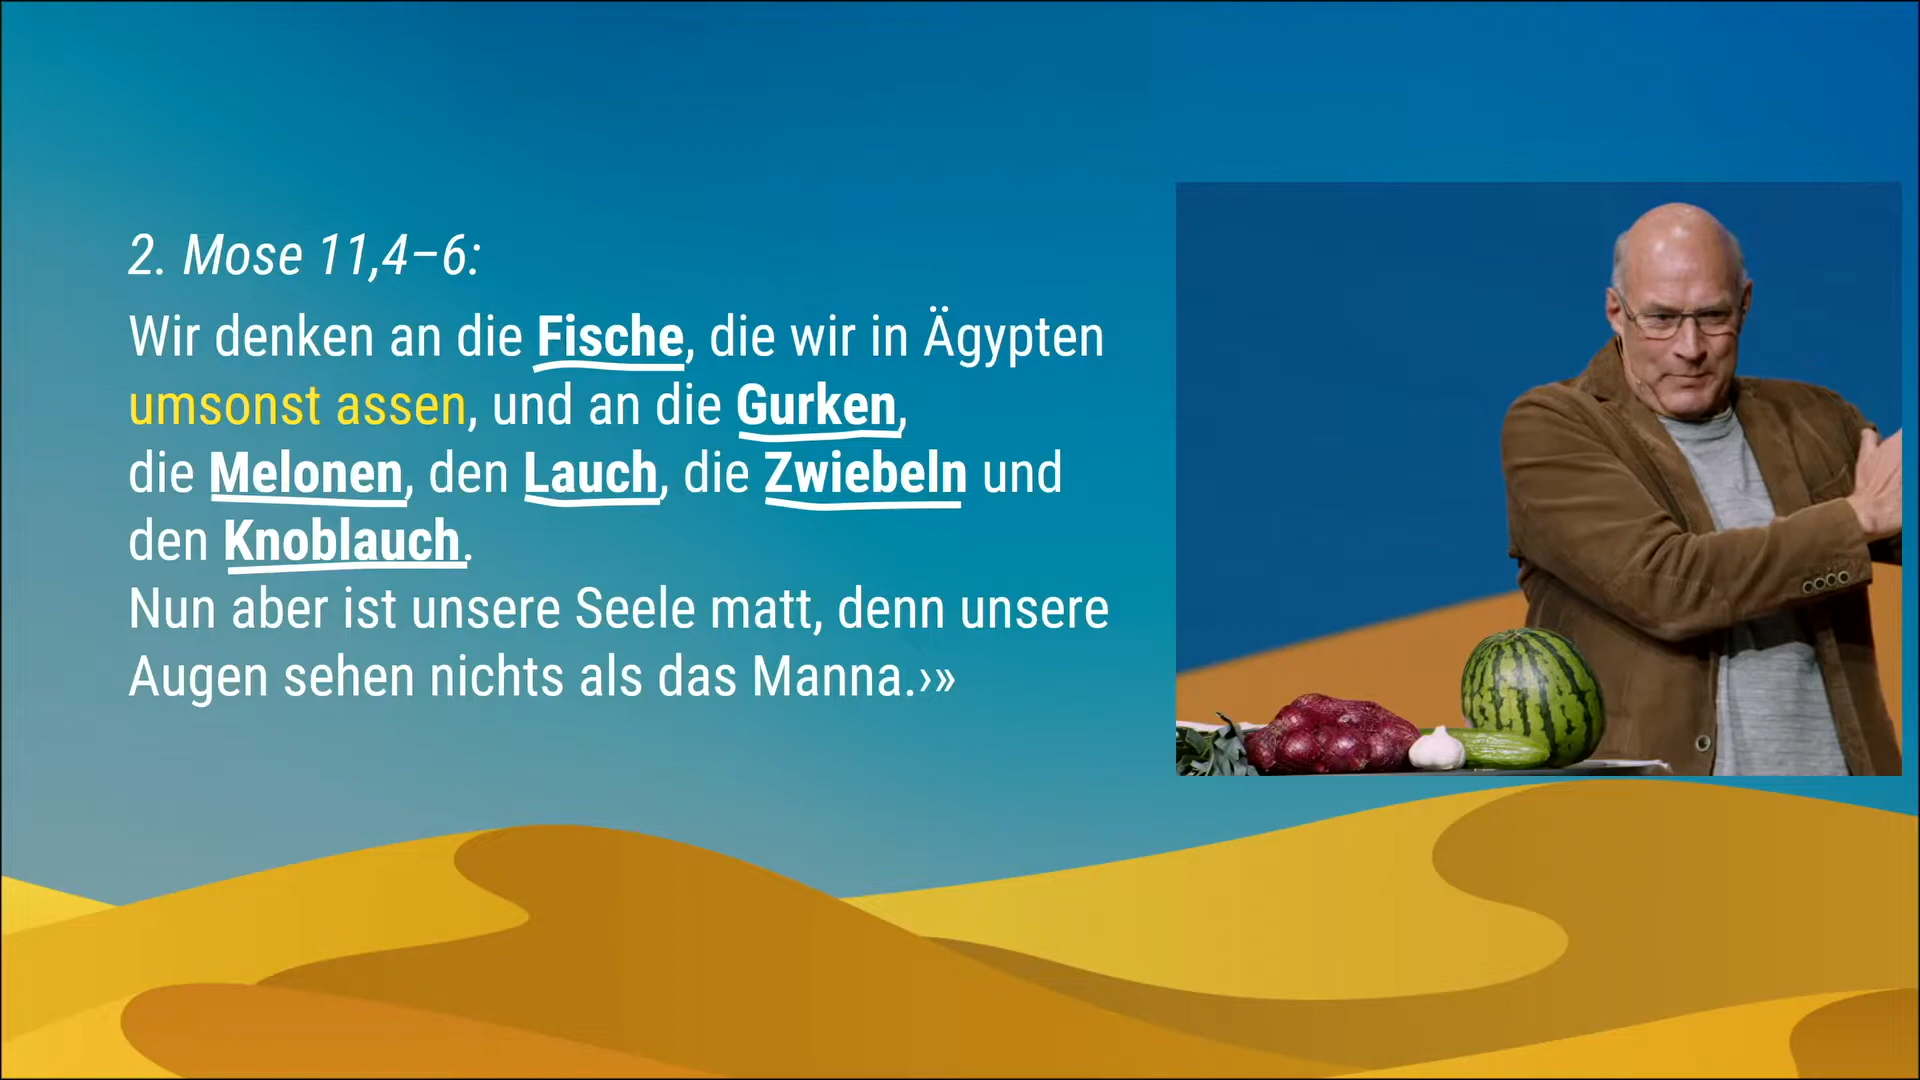 2. Mose 11,4–6:
Wir denken an die Fische, die wir in Ägypten
umsonst assen, und an die Gurken,
die Melonen, den Lauch, die Zwiebeln und
den Knoblauch.
Nun aber ist unsere Seele matt, denn unsere
Augen sehen nichts als das Manna.›»